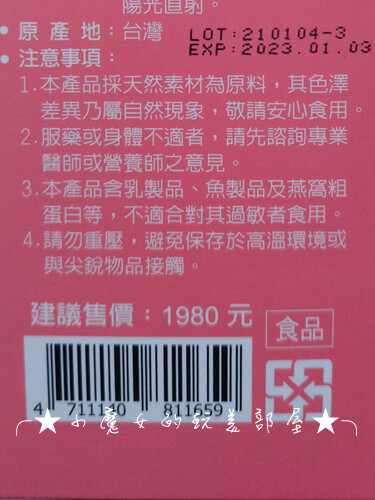 陽光直射。
• 原產地：台灣 LOT:210104-3
EXP:2023.01.03
• 注意事項：
1.本產品採天然素材為原料，其色澤
差異乃屬自然現象，敬請安心食用。
2.服藥或身體不適者，請先諮詢專業
醫師或營養師之意見。
3.本產品含乳製品、魚製品及燕窩粗
蛋白等，不適合對其過敏者食用。
4.請勿重壓，避免保存於高溫環境或
與尖銳物品接觸。
建議售價：1980 元
食品
4 711140 811659
╭★小魔女的玩美部屋★╮